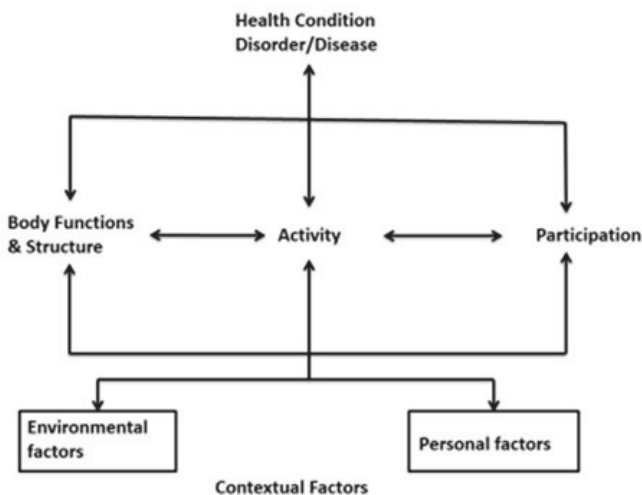 Health Condition
Disorder/Disease
Body Functions
& Structure
Activity
Participation
Environmental
factors
Personal factors
Contextual Factors